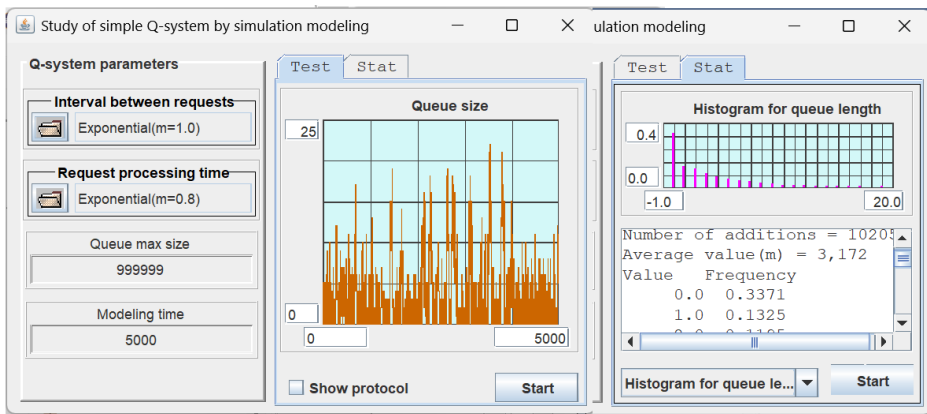 Study of simple Q-system by simulation modeling
Q-system parameters
Interval between requests
Exponential(m=1.0)
Request processing time
Exponential(m=0.8)
Queue max size
999999
Modeling time
5000
Test Stat
Queue size
25
0
0 5000
Show protocol Start
ulation modeling
Test Stat
Histogram for queue length
0.4
0.0
-1.0 20.0
Number of additions = 10205
Average value(m) = 3,172
Value Frequency
0.0 0.3371
1.0 0.1325
Histogram for queue le... Start